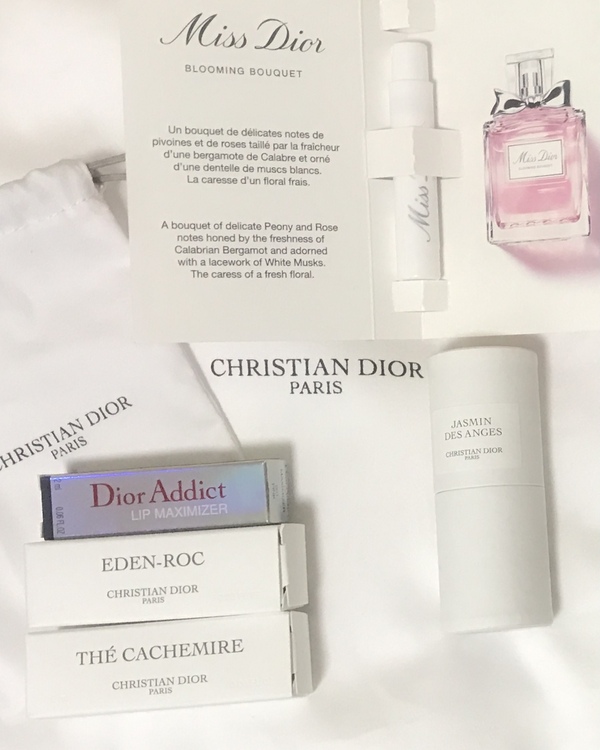 Miss Dior
BLOOMING BOUQUET
Un bouquet de délicates notes de
pivoines et de roses taillé par la fraîcheur
d'une bergamote de Calabre et orné
d'une dentelle de muscs blancs.
La caresse d'un floral frais.
A bouquet of delicate Peony and Rose
notes honed by the freshness of
Calabrian Bergamot and adorned
with a lacework of White Musks.
The caress of a fresh floral.
Miss
Miss Dior
BLOOMING BOUQUET
CHRISTIAN DIOR
PARIS
CHRISTIAN DIOR
PARIS
JASMIN
DES ANGES
CHRISTIAN DIOR
PARIS
Dior Addict
LIP MAXIMIZER
EDEN-ROC
CHRISTIAN DIOR
PARIS
THÉ CACHEMIRE
CHRISTIAN DIOR
PARIS